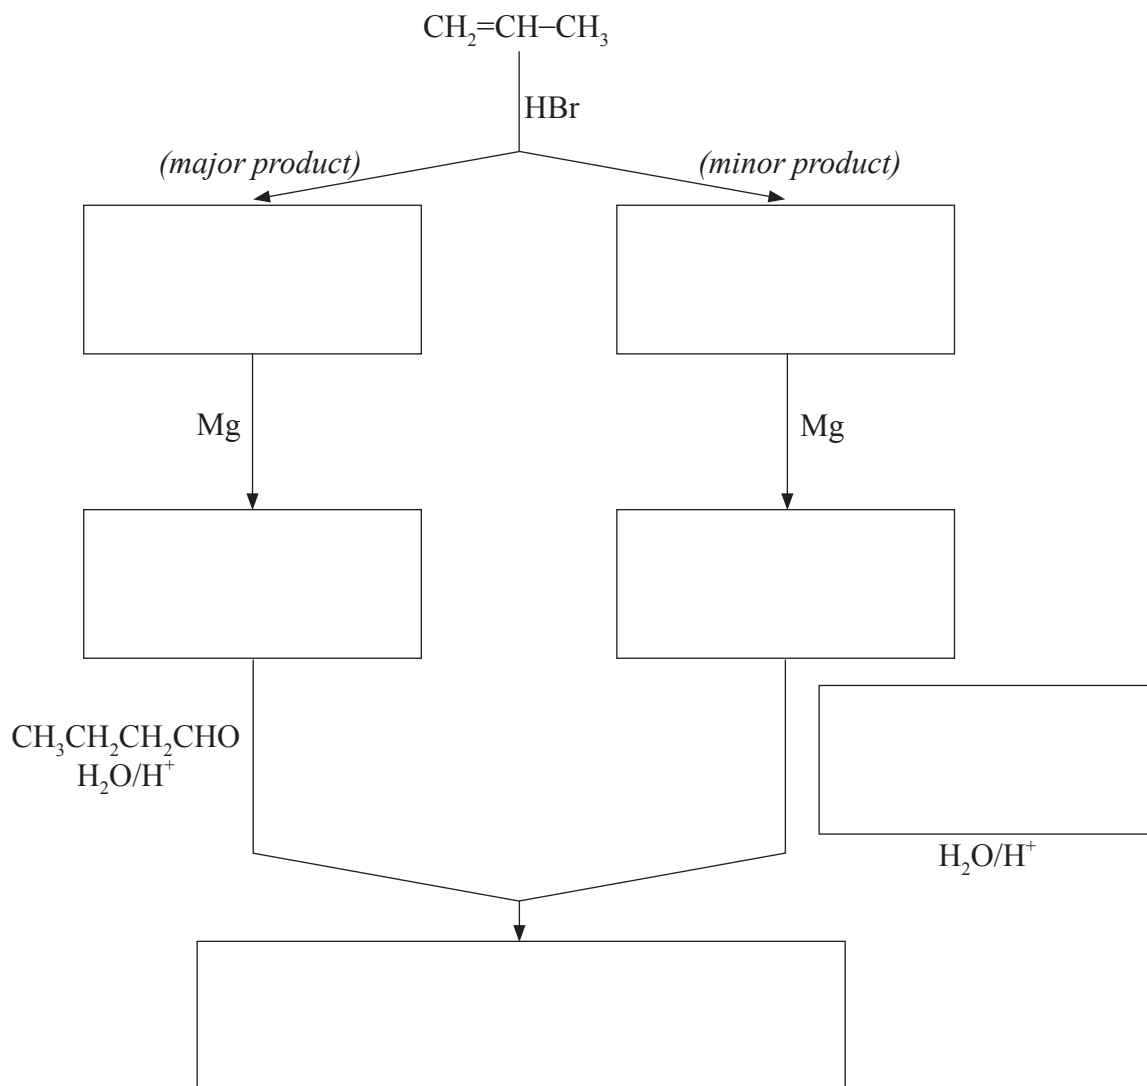 CH₂=CH–CH₃
HBr
(major product)
(minor product)
Mg
Mg
CH₃CH₂CH₂CHO
H₂O/H⁺
H₂O/H⁺